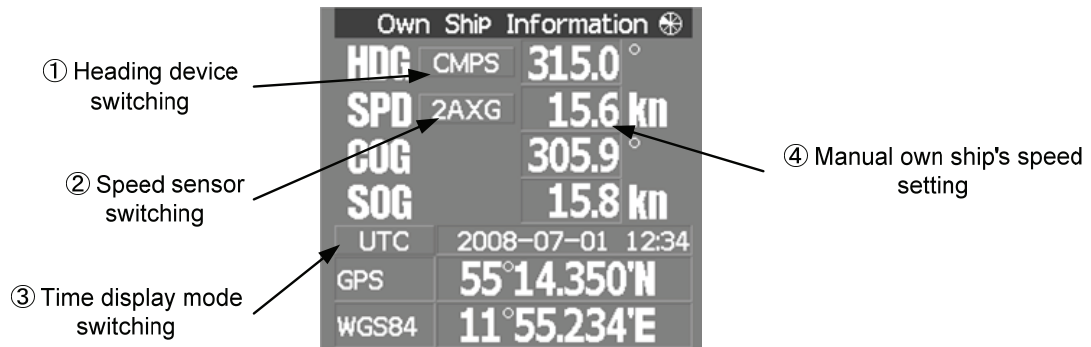 Own Ship Information
HDG CMPS 315.0 °
SPD 2AXG 15.6 kn
COG 305.9 °
SOG 15.8 kn
UTC 2008-07-01 12:34
GPS 55°14.350'N
WGS84 11°55.234'E
① Heading device
switching
② Speed sensor
switching
③ Time display mode
switching
④ Manual own ship's speed
setting